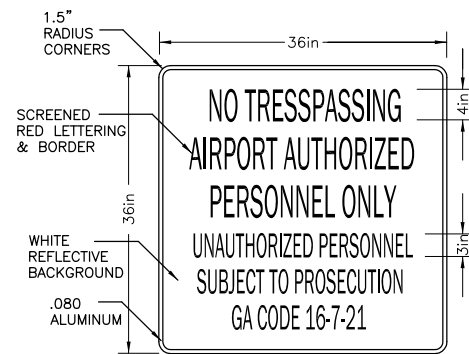 1.5"
RADIUS
CORNERS
36in
NO TRESSPASSING
4in
SCREENED
RED LETTERING
& BORDER
AIRPORT AUTHORIZED
PERSONNEL ONLY
36in
UNAUTHORIZED PERSONNEL
3in
WHITE
REFLECTIVE
BACKGROUND
SUBJECT TO PROSECUTION
.080
ALUMINUM
GA CODE 16-7-21